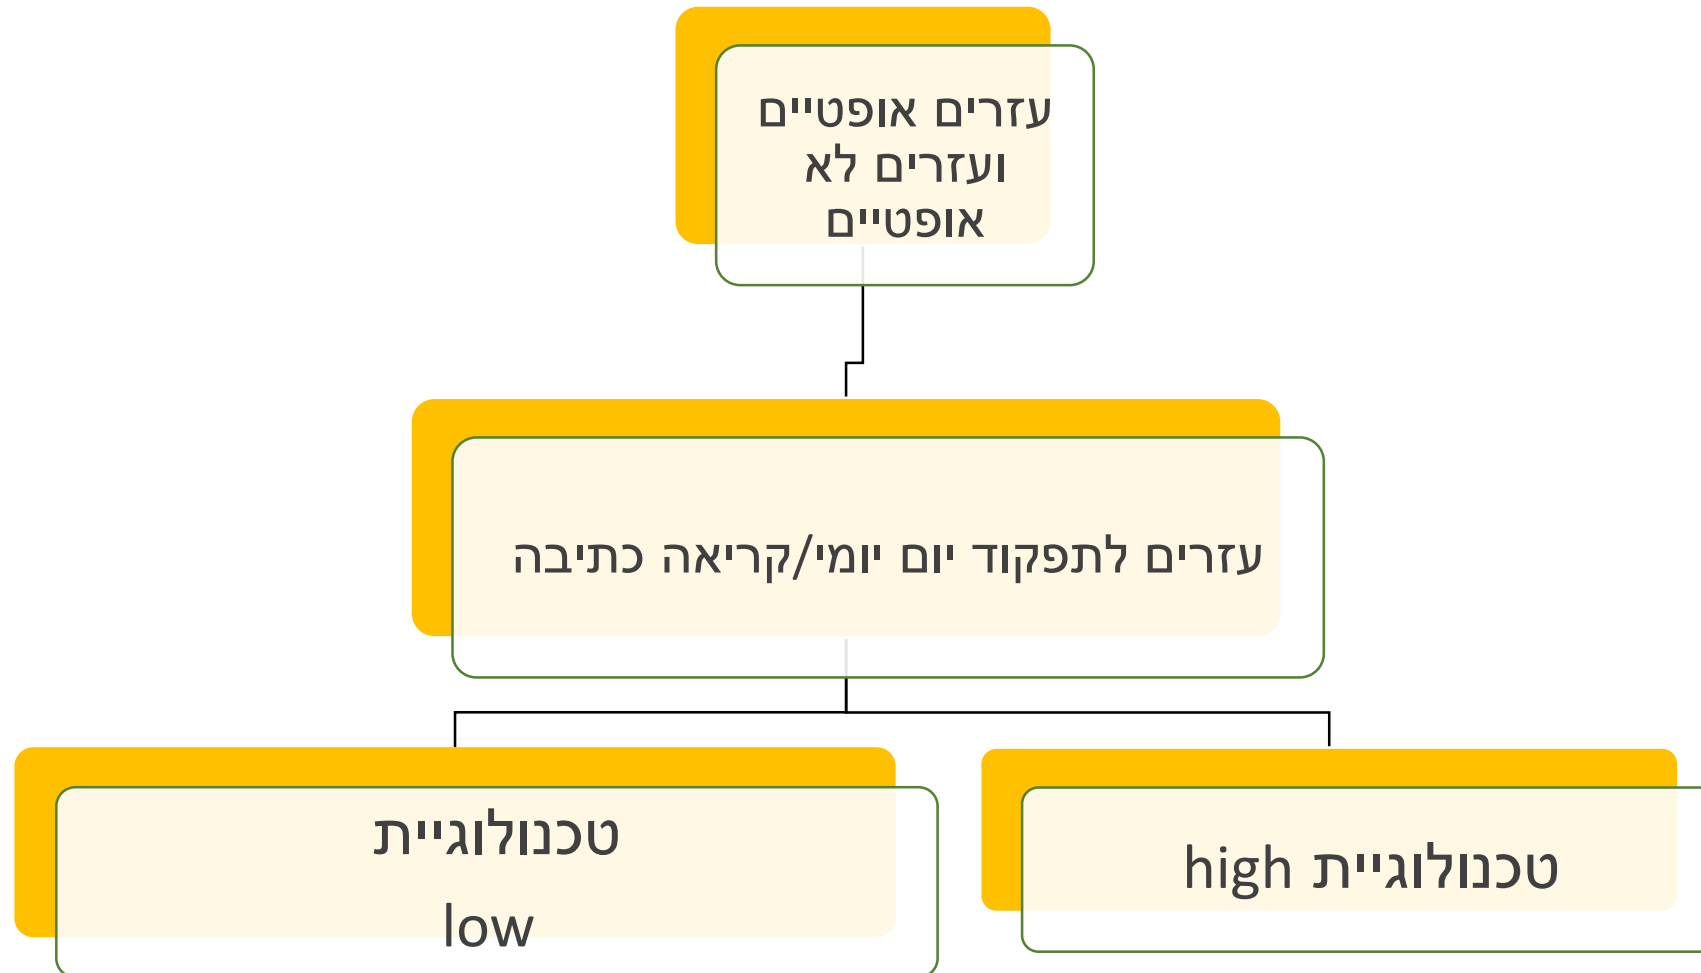 עזרים אופטיים
ועזרים לא
אופטיים
עזרים לתפקוד יום יומי/קריאה כתיבה
טכנולוגיית high
טכנולוגיית
low